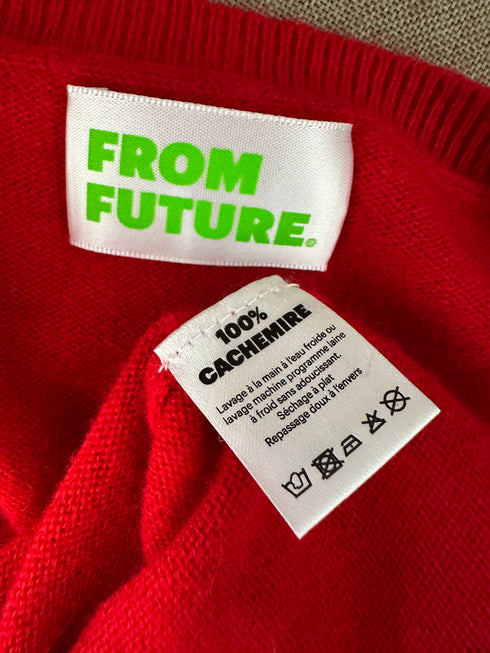 FROM
FUTURE.
100%
CACHEMIRE
Lavage à la main à l'eau froide ou
lavage machine programme laine
à froid sans adoucissant.
Séchage à plat
Repassage doux à l'envers